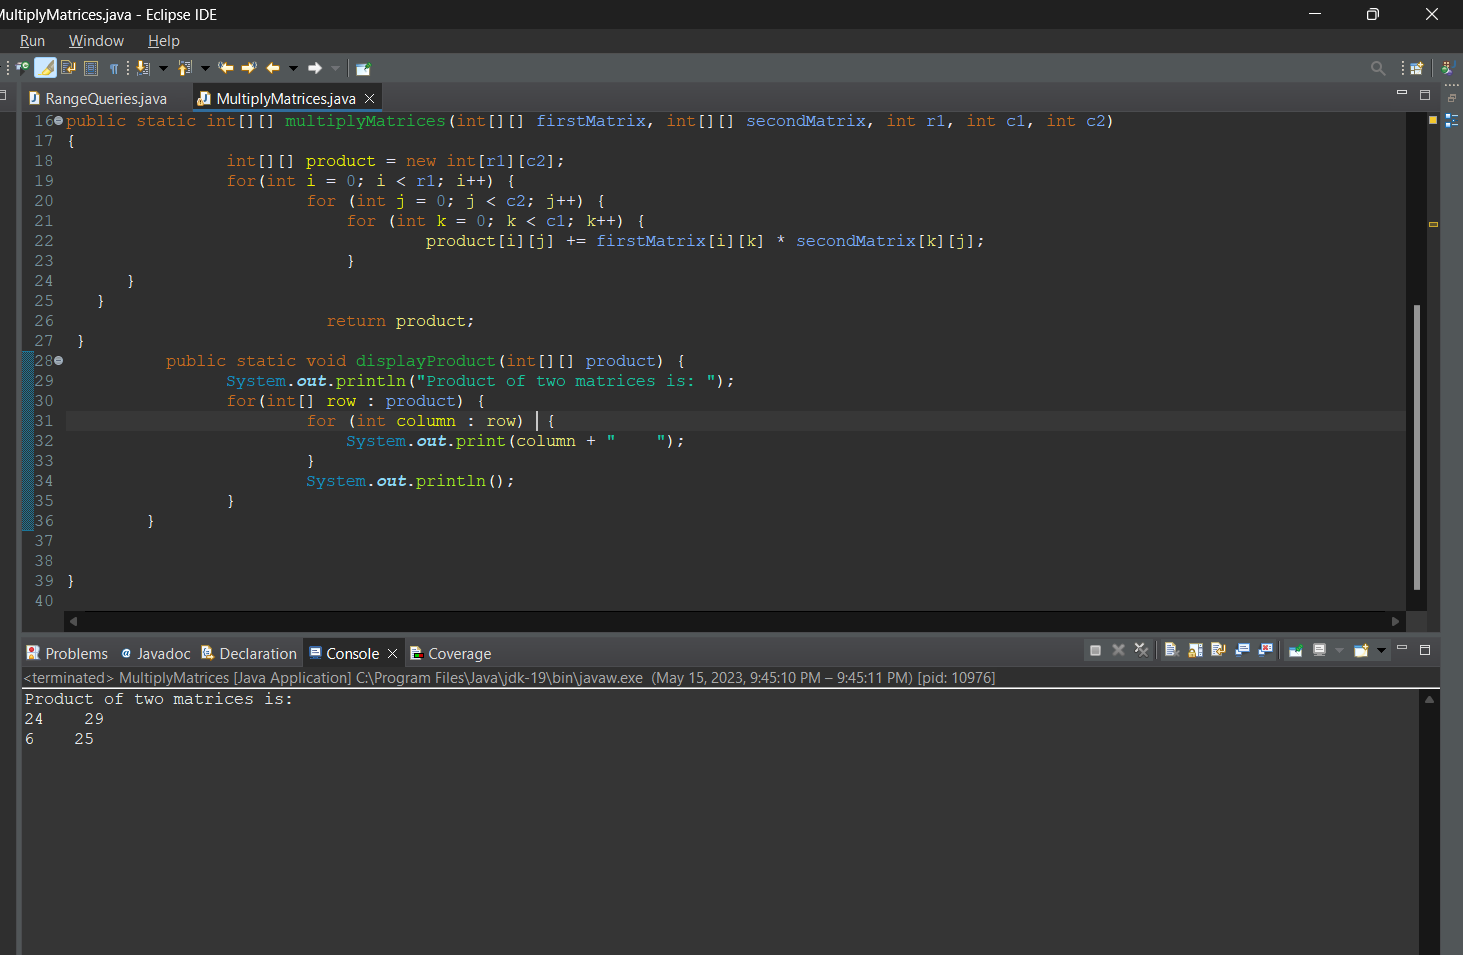 MultiplyMatrices.java - Eclipse IDE
Run Window Help
RangeQueries.java MultiplyMatrices.java
16 public static int[][] multiplyMatrices(int[][] firstMatrix, int[][] secondMatrix, int r1, int c1, int c2)
17 {
18 int[][] product = new int[r1][c2];
19 for(int i = 0; i < r1; i++) {
20 for (int j = 0; j < c2; j++) {
21 for (int k = 0; k < c1; k++) {
22 product[i][j] += firstMatrix[i][k] * secondMatrix[k][j];
23 }
24 }
25 }
26 return product;
27 }
28 public static void displayProduct(int[][] product) {
29 System.out.println("Product of two matrices is: ");
30 for(int[] row : product) {
31 for (int column : row) {
32 System.out.print(column + "    ");
33 }
34 System.out.println();
35 }
36 }
37
38
39 }
40
Problems Javadoc Declaration Console Coverage
<terminated> MultiplyMatrices [Java Application] C:\Program Files\Java\jdk-19\bin\javaw.exe (May 15, 2023, 9:45:10 PM – 9:45:11 PM) [pid: 10976]
Product of two matrices is:
24    29
6    25